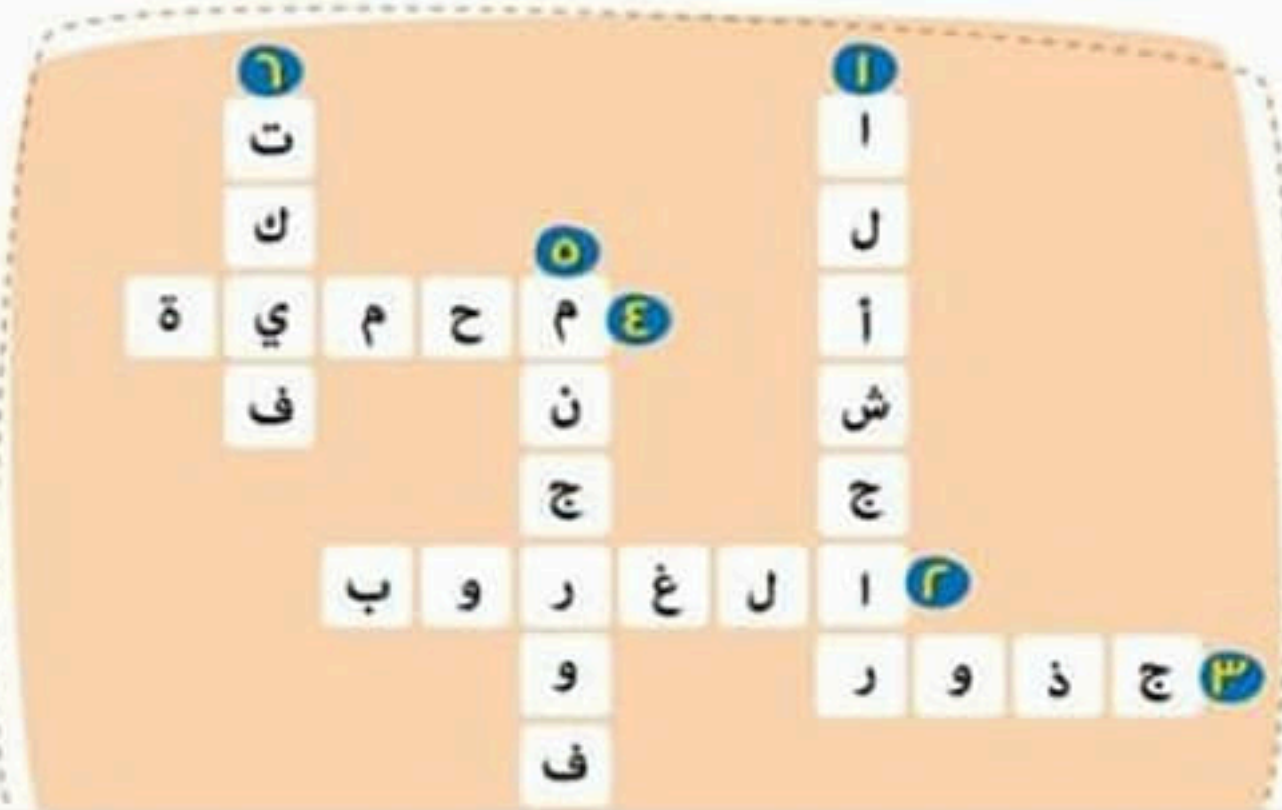 ٦ ١
ت ا
ك ل
٥
٤ م ح م ي ة أ
ف ن ش
ج ج
٢ ا ل غ ر و ب
٣ ج ذ و ر و
ف